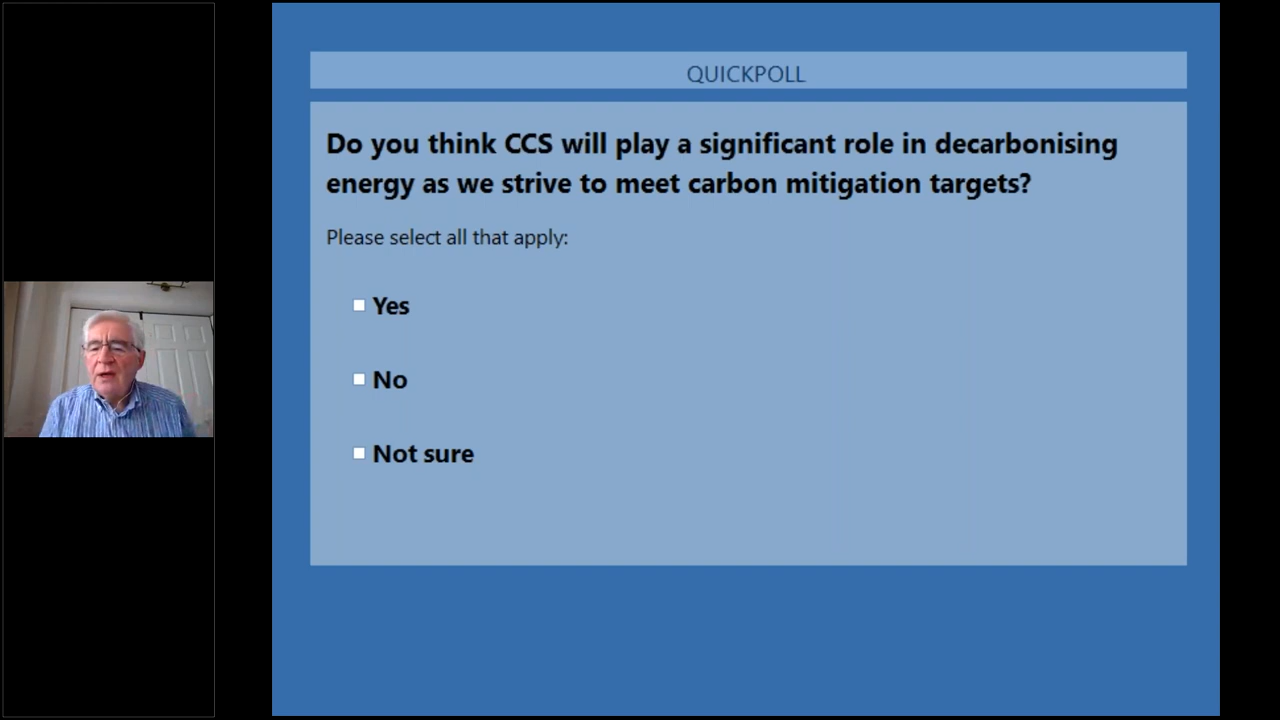 QUICKPOLL
Do you think CCS will play a significant role in decarbonising
energy as we strive to meet carbon mitigation targets?
Please select all that apply:
Yes
No
Not sure